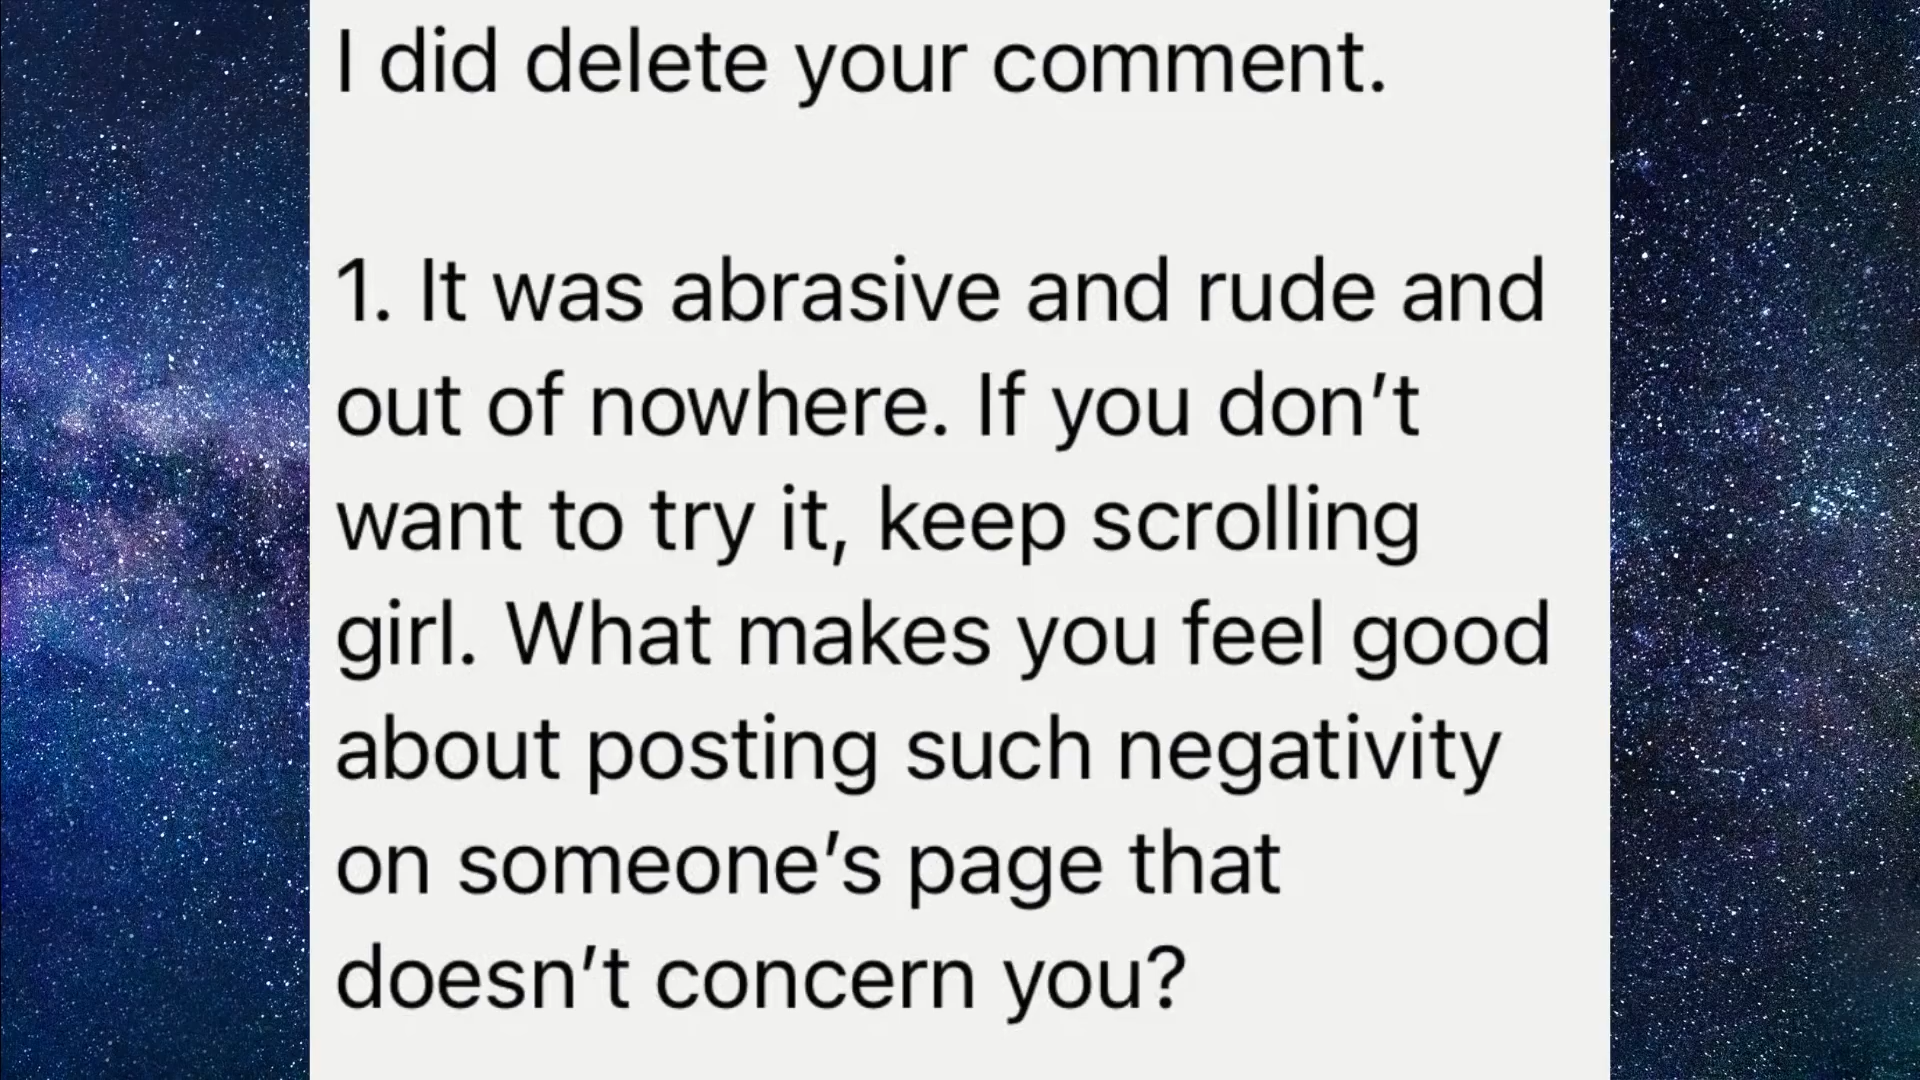 I did delete your comment.
1. It was abrasive and rude and
out of nowhere. If you don’t
want to try it, keep scrolling
girl. What makes you feel good
about posting such negativity
on someone’s page that
doesn’t concern you?